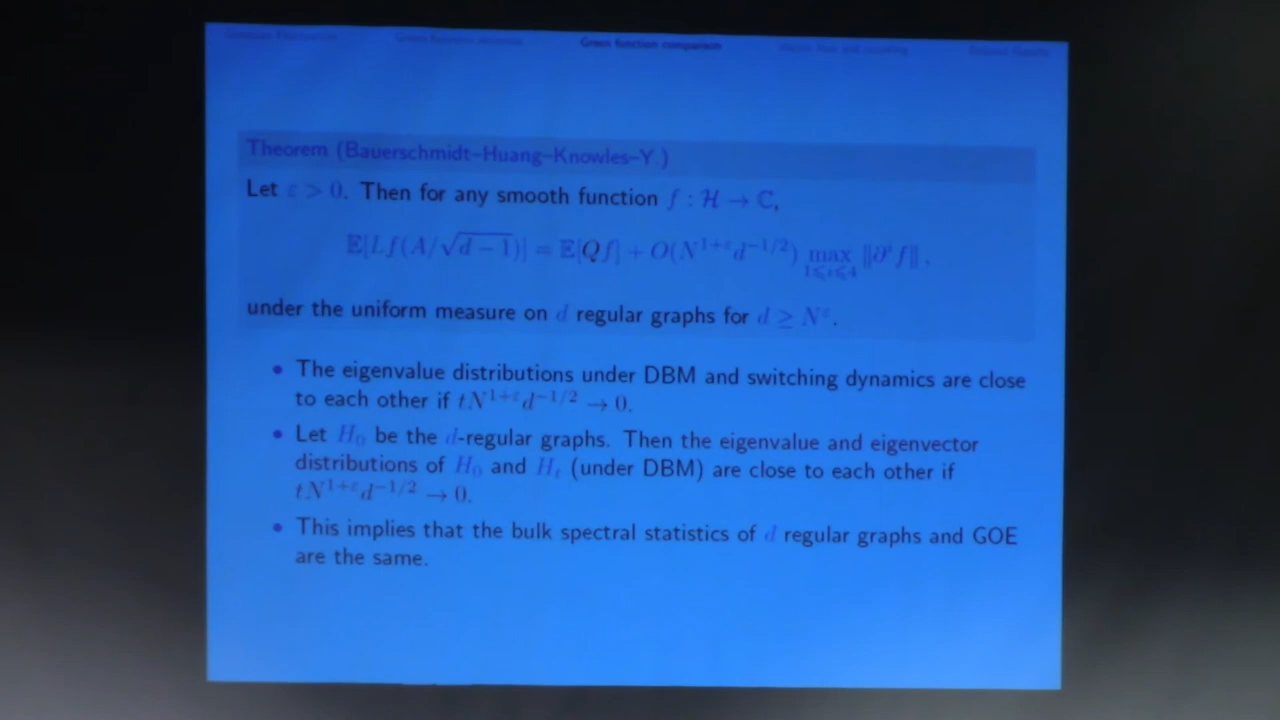 Green function comparison
Theorem (Bauerschmidt–Huang–Knowles–Y.)
Let ε > 0. Then for any smooth function f : H → C,
E[Lf(A/√d − 1)] = E[Qf] + O(N^{1+ε}d^{−1/2}) max_{1≤i≤4} ‖∂^i f‖,
under the uniform measure on d regular graphs for d ≥ N^ε.
• The eigenvalue distributions under DBM and switching dynamics are close
to each other if tN^{1+ε}d^{−1/2} → 0.
• Let H₀ be the d-regular graphs. Then the eigenvalue and eigenvector
distributions of H₀ and Hₜ (under DBM) are close to each other if
tN^{1+ε}d^{−1/2} → 0.
• This implies that the bulk spectral statistics of d regular graphs and GOE
are the same.